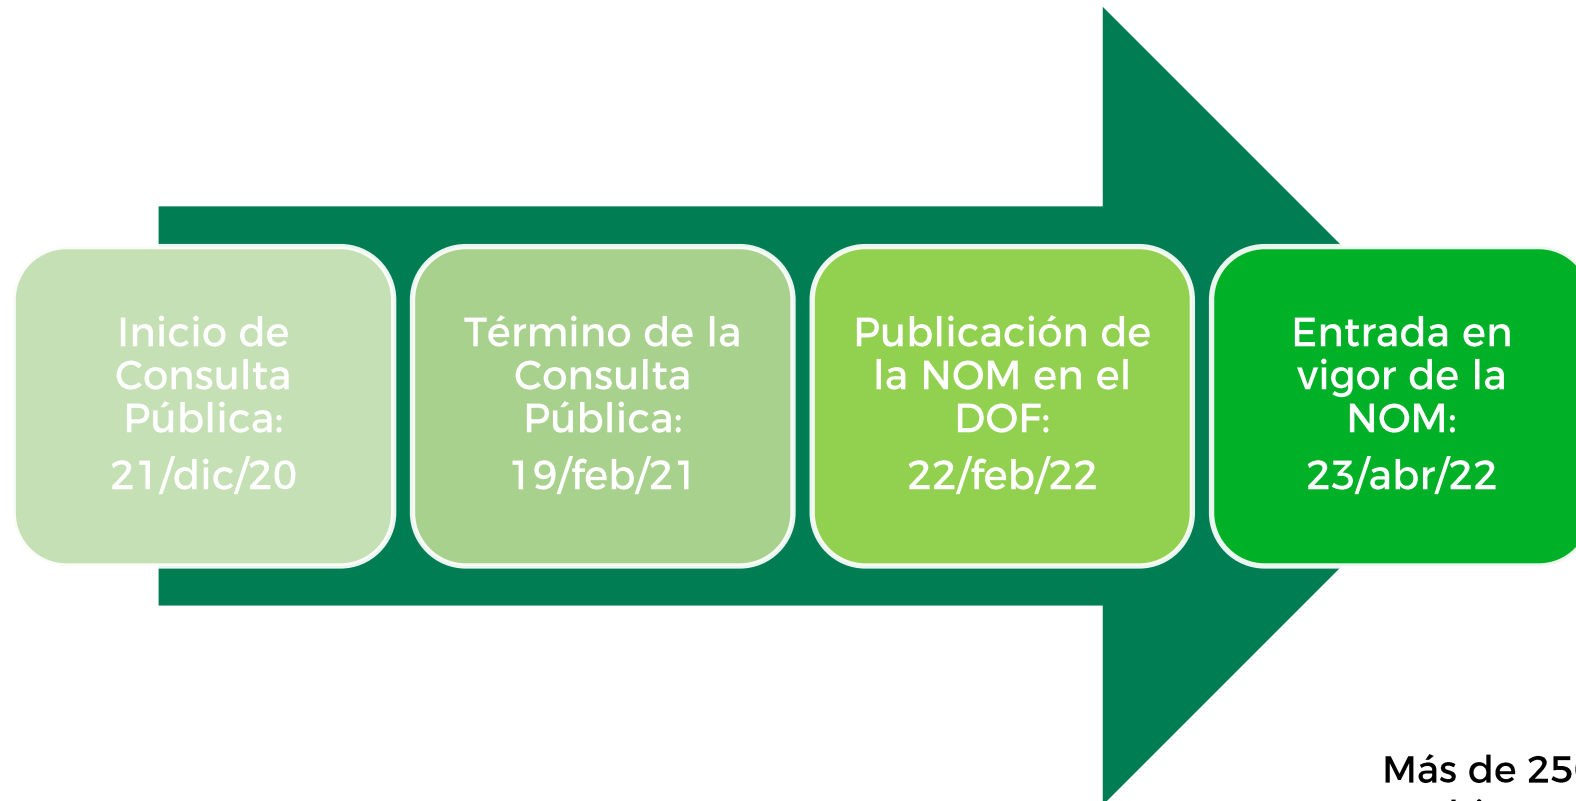 Inicio de
Consulta
Pública:
21/dic/20
Término de la
Consulta
Pública:
19/feb/21
Publicación de
la NOM en el
DOF:
22/feb/22
Entrada en
vigor de la
NOM:
23/abr/22
Más de